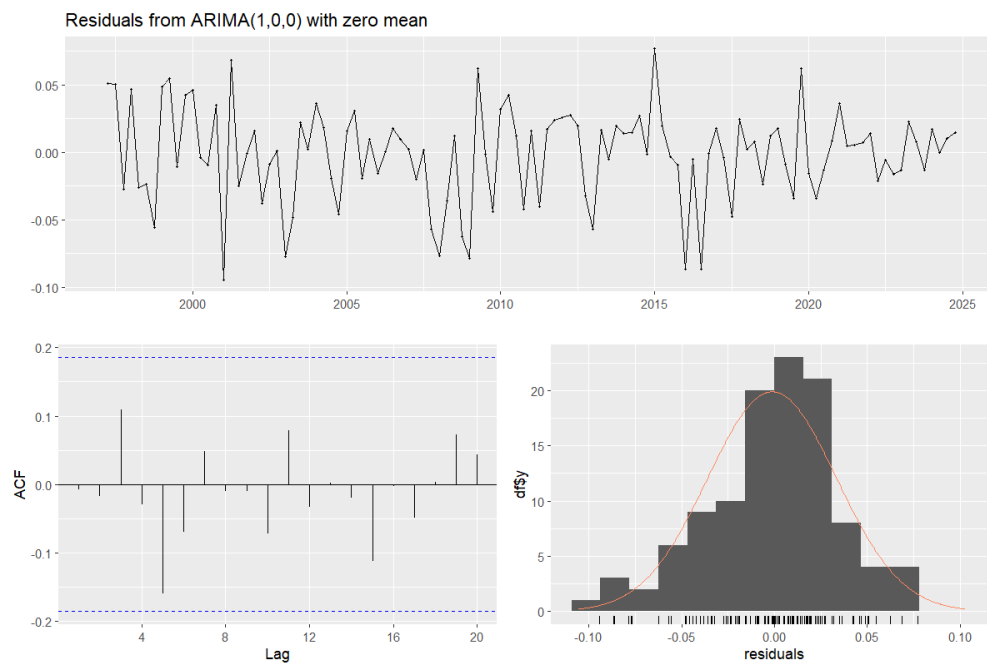 Residuals from ARIMA(1,0,0) with zero mean
0.05
0.00
-0.05
-0.10
2000 2005 2010 2015 2020 2025
0.2
0.1
0.0
-0.1
-0.2
ACF
4 8 12 16 20
Lag
20
15
10
5
0
df$y
-0.10 -0.05 0.00 0.05 0.10
residuals